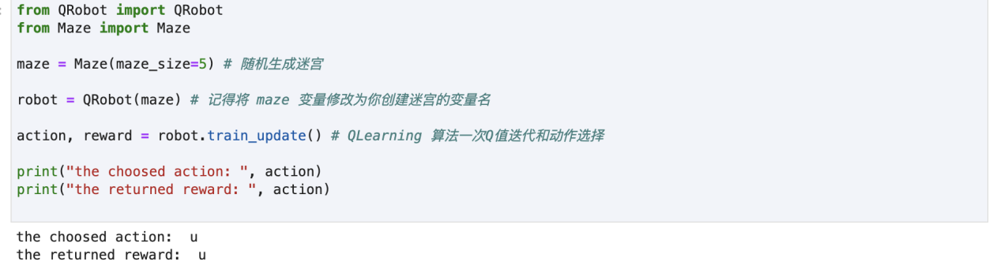 from QRobot import QRobot
from Maze import Maze
maze = Maze(maze_size=5) # 随机生成迷宫
robot = QRobot(maze) # 记得将 maze 变量修改为你创建迷宫的变量名
action, reward = robot.train_update() # QLearning 算法一次Q值迭代和动作选择
print("the choosed action: ", action)
print("the returned reward: ", action)
the choosed action:  u
the returned reward:  u